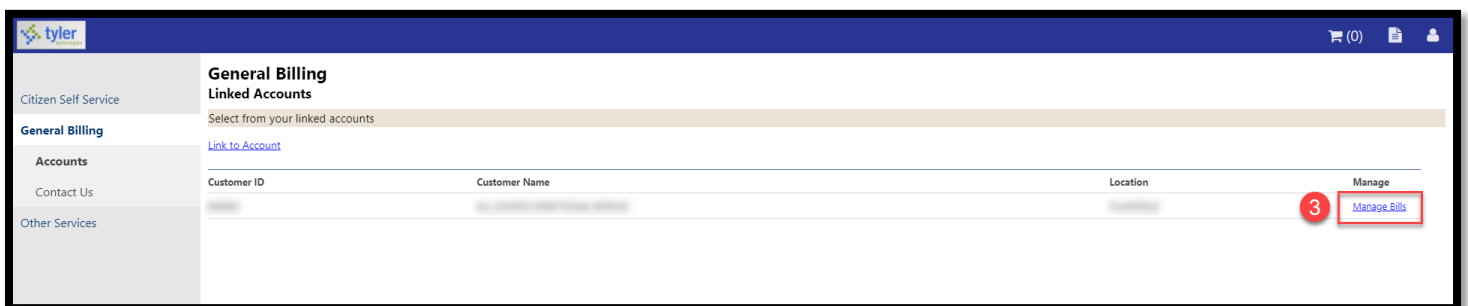 tyler
technologies
(0)
General Billing
Linked Accounts
Citizen Self Service
Select from your linked accounts
General Billing
Link to Account
Accounts
Customer ID Customer Name Location Manage
Contact Us
3 Manage Bills
Other Services